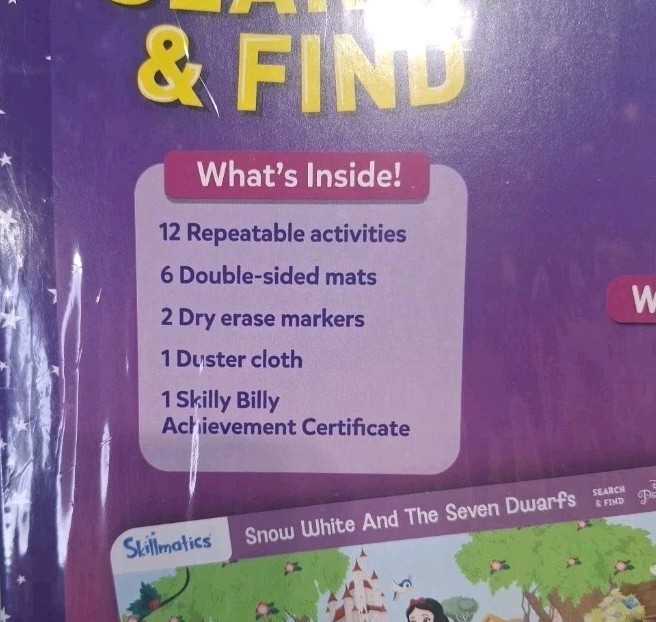 & FIND
What's Inside!
12 Repeatable activities
6 Double-sided mats
2 Dry erase markers
1 Duster cloth
1 Skilly Billy
Achievement Certificate
Skillmatics
Snow White And The Seven Dwarfs
SEARCH
& FIND